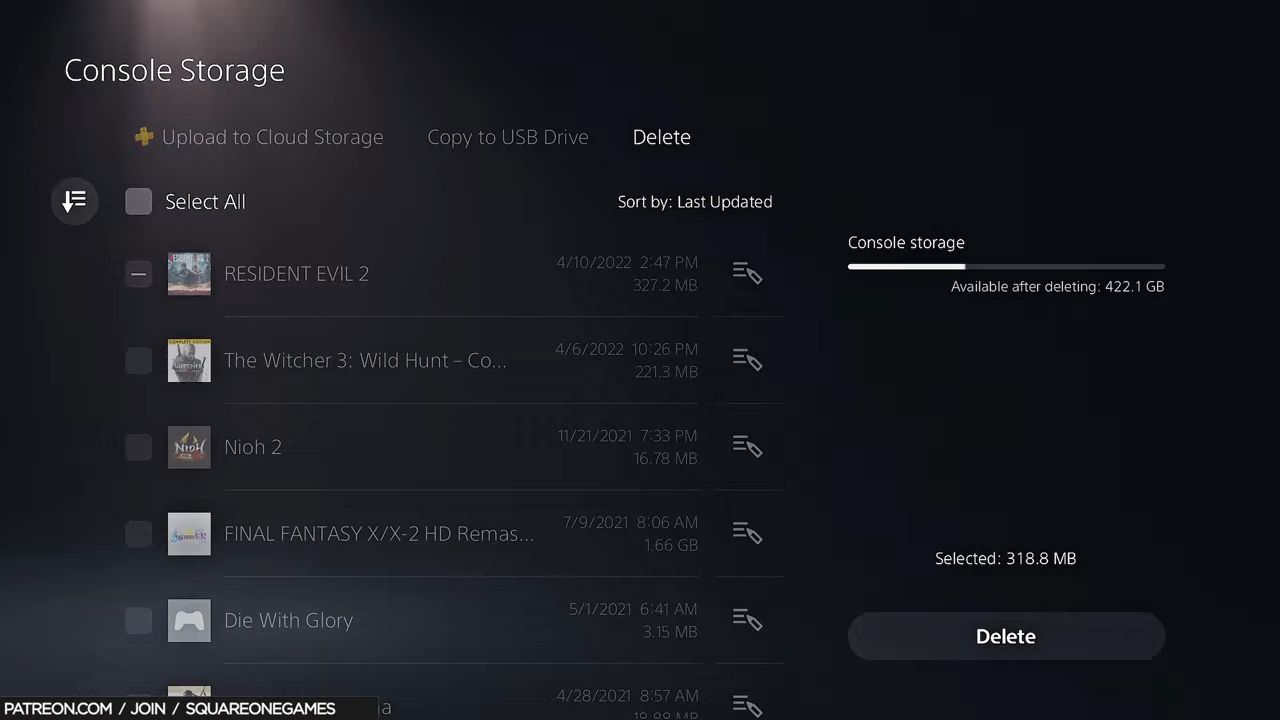 Console Storage
Upload to Cloud Storage Copy to USB Drive Delete
Select All Sort by: Last Updated
Console storage
Available after deleting: 422.1 GB
RESIDENT EVIL 2 4/10/2022 2:47 PM
327.2 MB
The Witcher 3: Wild Hunt – Co... 4/6/2022 10:26 PM
221.3 MB
Nioh 2 11/21/2021 7:33 PM
16.78 MB
FINAL FANTASY X/X-2 HD Remas... 7/9/2021 8:06 AM
1.66 GB
Die With Glory 5/1/2021 6:41 AM
3.15 MB
Selected: 318.8 MB
Delete
4/28/2021 8:57 AM
PATREON.COM / JOIN / SQUAREONEGAMES